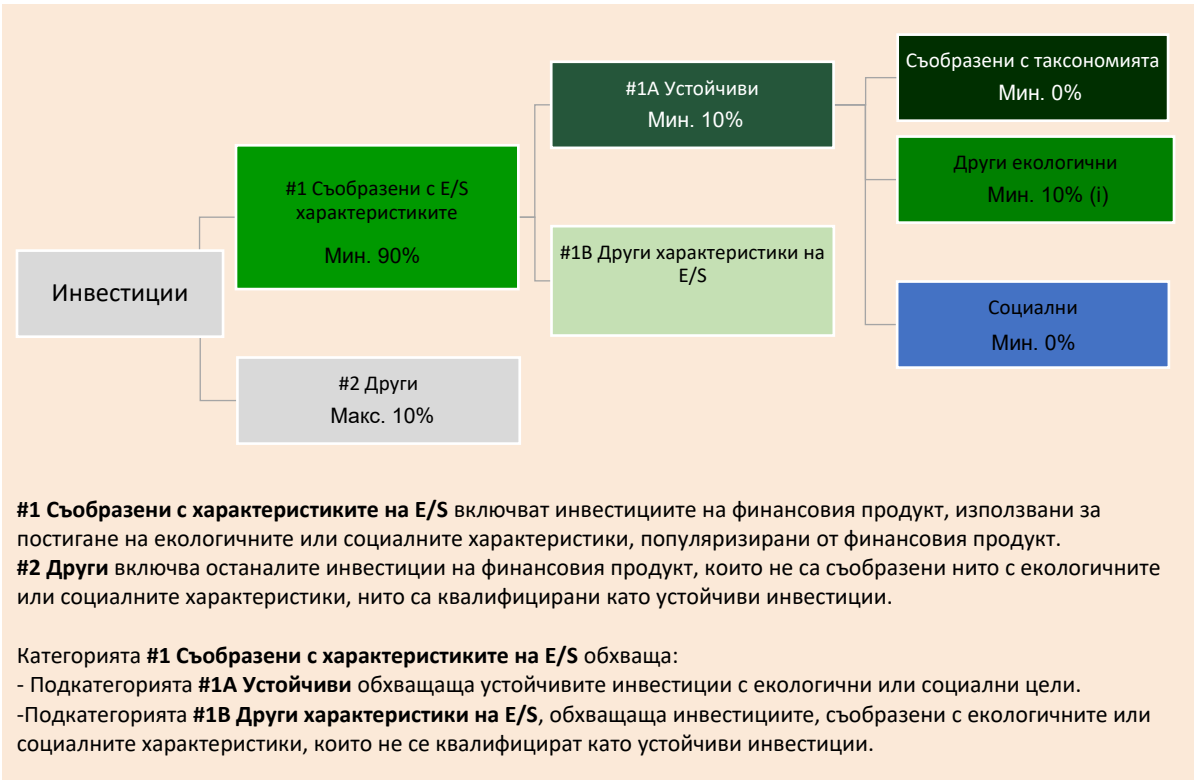 Инвестиции
#1 Съобразени с E/S
характеристиките
Мин. 90%
#2 Други
Макс. 10%
#1A Устойчиви
Мин. 10%
#1B Други характеристики на
E/S
Съобразени с таксономията
Мин. 0%
Други екологични
Мин. 10% (i)
Социални
Мин. 0%
#1 Съобразени с характеристиките на E/S включват инвестициите на финансовия продукт, използвани за
постигане на екологичните или социалните характеристики, популяризирани от финансовия продукт.
#2 Други включва останалите инвестиции на финансовия продукт, които не са съобразени нито с екологичните
или социалните характеристики, нито са квалифицирани като устойчиви инвестиции.
Категорията #1 Съобразени с характеристиките на E/S обхваща:
- Подкатегорията #1A Устойчиви обхващаща устойчивите инвестиции с екологични или социални цели.
-Подкатегорията #1B Други характеристики на E/S, обхващаща инвестициите, съобразени с екологичните или
социалните характеристики, които не се квалифицират като устойчиви инвестиции.